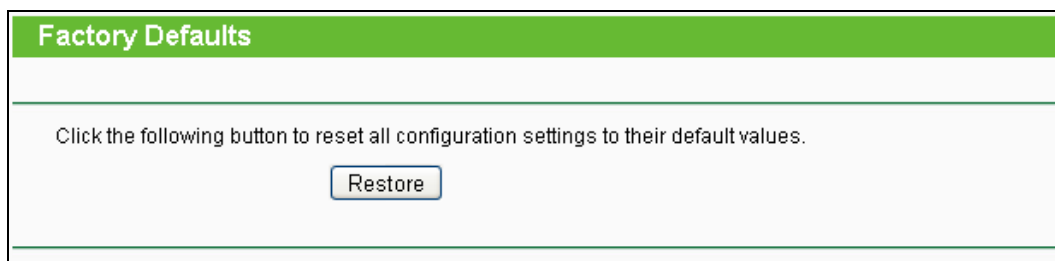 Factory Defaults
Click the following button to reset all configuration settings to their default values.
Restore